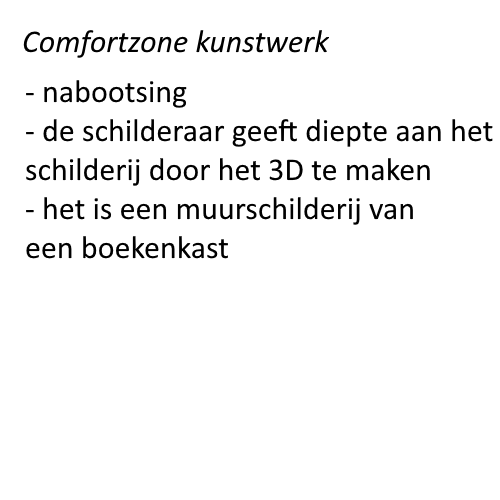 Comfortzone kunstwerk
- nabootsing
- de schilderaar geeft diepte aan het
schilderij door het 3D te maken
- het is een muurschilderij van
een boekenkast